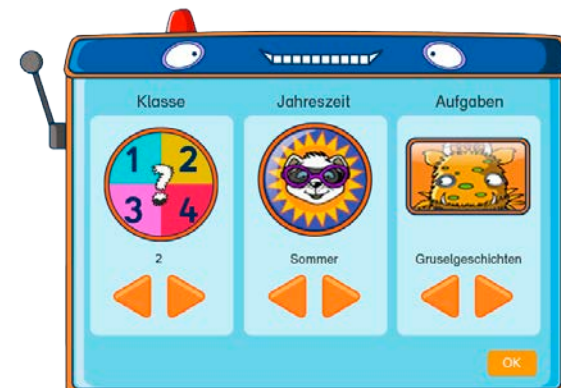 Klasse
Jahreszeit
Aufgaben
1 2
?
3 4
2
Sommer
Gruselgeschichten
OK